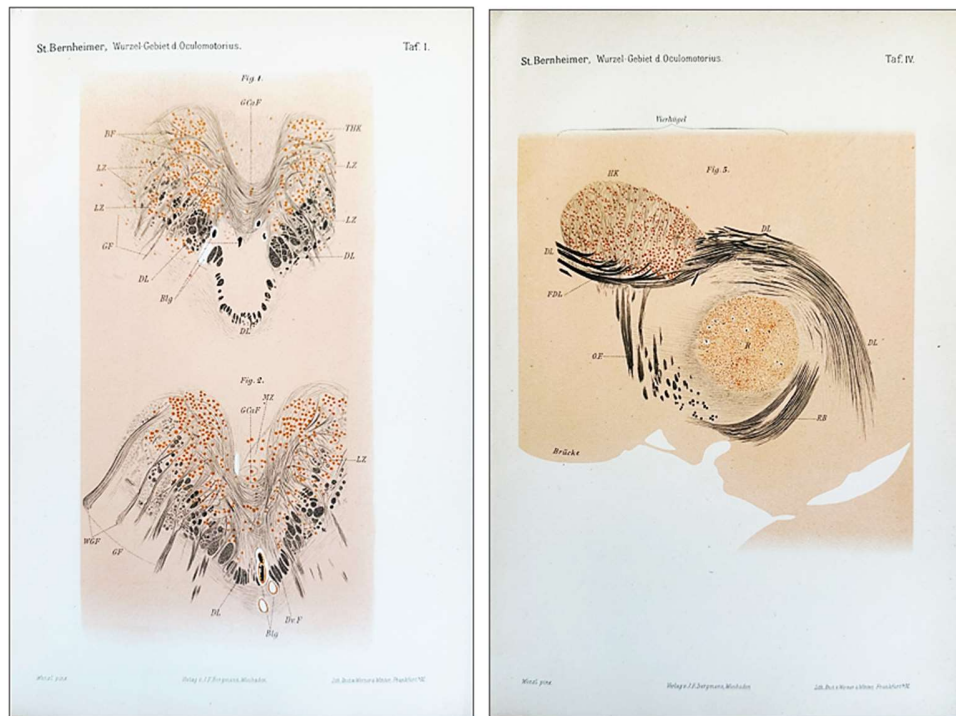 St. Bernheimer, Wurzel-Gebiet d. Oculomotorius. Taf. I.
Fig. 1.
GCoF
BF
THK
LZ
LZ
LZ
LZ
GF
DL
DL
Blg
DL
Fig. 2.
MZ
GCoF
LZ
WGF
GF
DL
Dv.F
Blg
Verlag v. J.F. Bergmann, Wiesbaden.
St. Bernheimer, Wurzel-Gebiet d. Oculomotorius. Taf. IV.
Vierhügel
HK
Fig. 5.
DL
DL
FDL
R
DL
RB
Brücke
Verlag v. J.F. Bergmann, Wiesbaden.